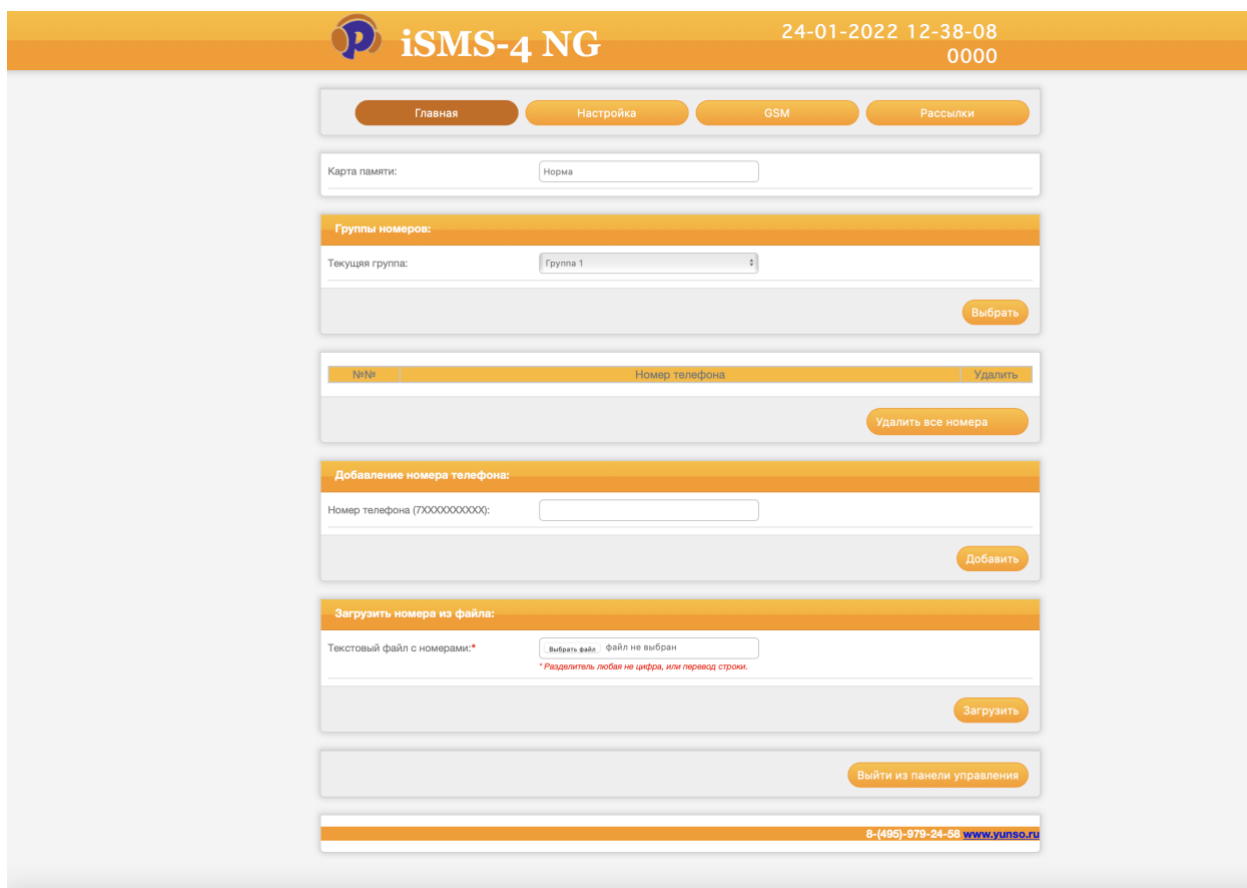 P iSMS-4 NG
24-01-2022 12-38-08
0000
Главная Настройка GSM Рассылки
Карта памяти: Норма
Группы номеров:
Текущяя группа: Группа 1
Выбрать
№№ Номер телефона Удалить
Удалить все номера
Добавление номера телефона:
Номер телефона (7XXXXXXXXXX):
Добавить
Загрузить номера из файла:
Текстовый файл с номерами:* Выбрать файл файл не выбран
* Разделитель любая не цифра, или перевод строки.
Загрузить
Выйти из панели управления
8-(495)-979-24-58 www.yunso.ru